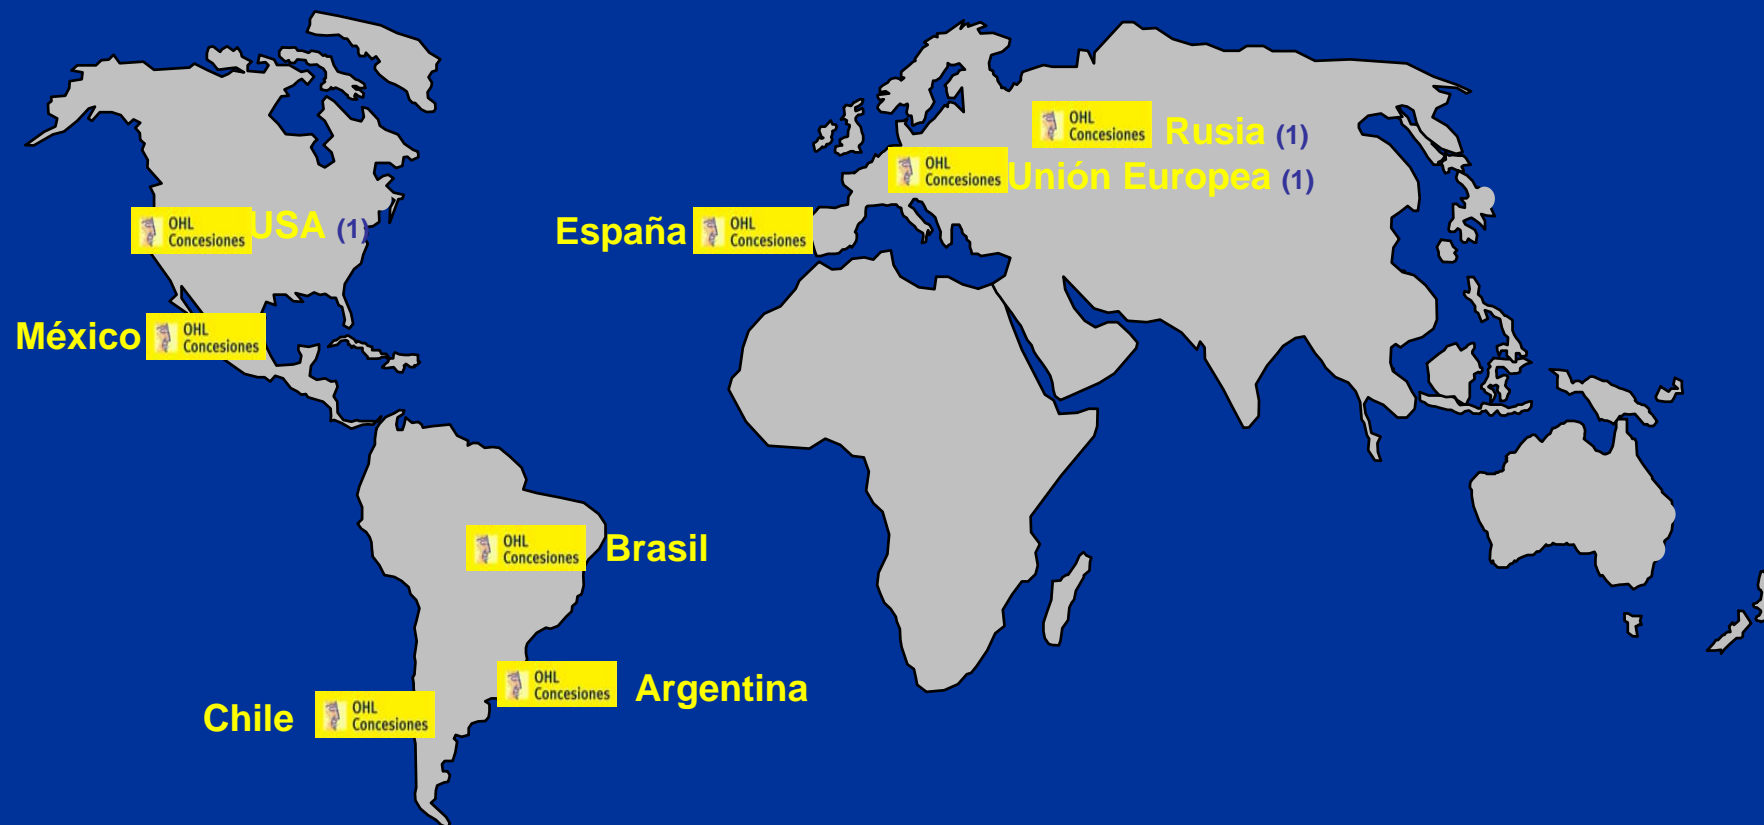 OHL
Concesiones
Rusia (1)
OHL
Concesiones
Unión Europea (1)
OHL
Concesiones
USA (1)
España
OHL
Concesiones
México
OHL
Concesiones
OHL
Concesiones
Brasil
OHL
Concesiones
Argentina
Chile
OHL
Concesiones